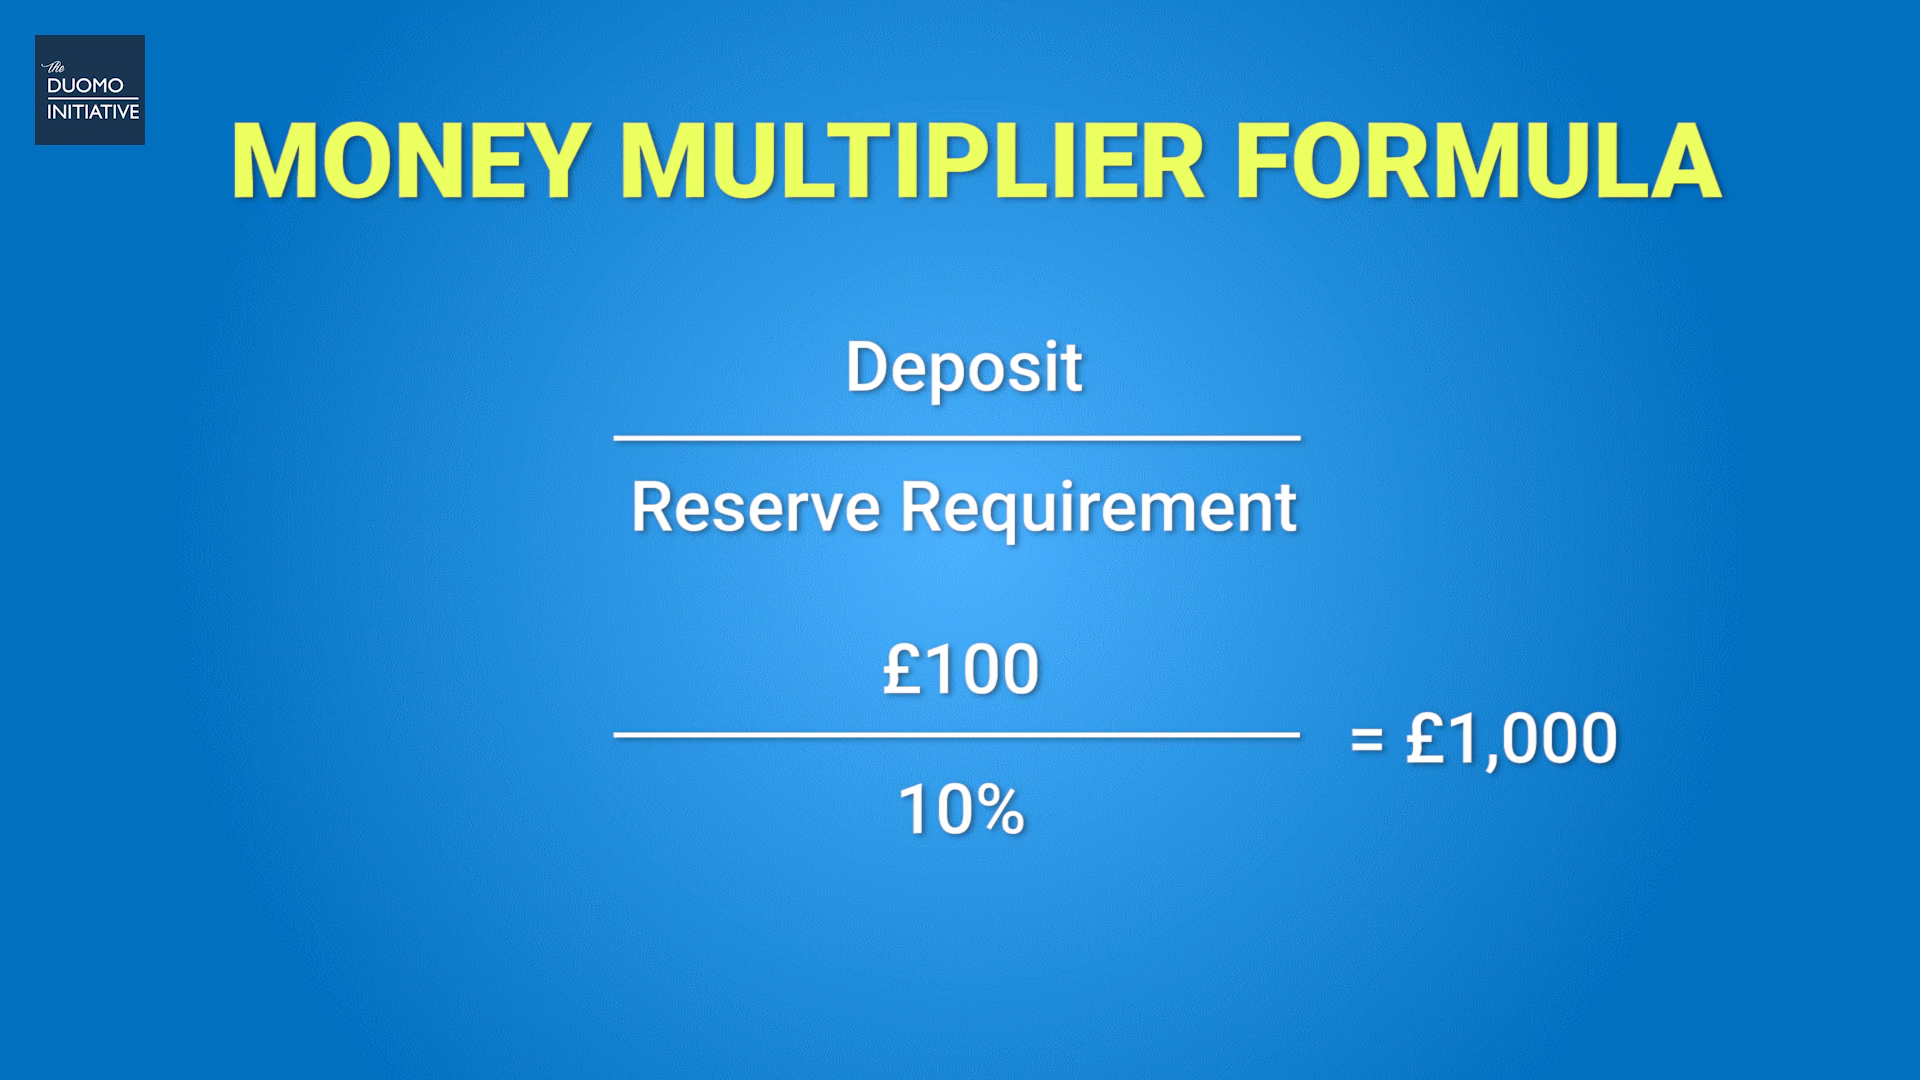 the
DUOMO
INITIATIVE
MONEY MULTIPLIER FORMULA
Deposit
Reserve Requirement
£100
= £1,000
10%